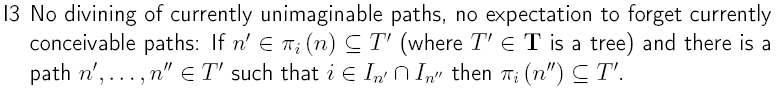 I3 No divining of currently unimaginable paths, no expectation to forget currently
conceivable paths: If n′ ∈ π_i (n) ⊆ T′ (where T′ ∈ **T** is a tree) and there is a
path n′, . . . , n″ ∈ T′ such that i ∈ I_{n′} ∩ I_{n″} then π_i (n″) ⊆ T′.